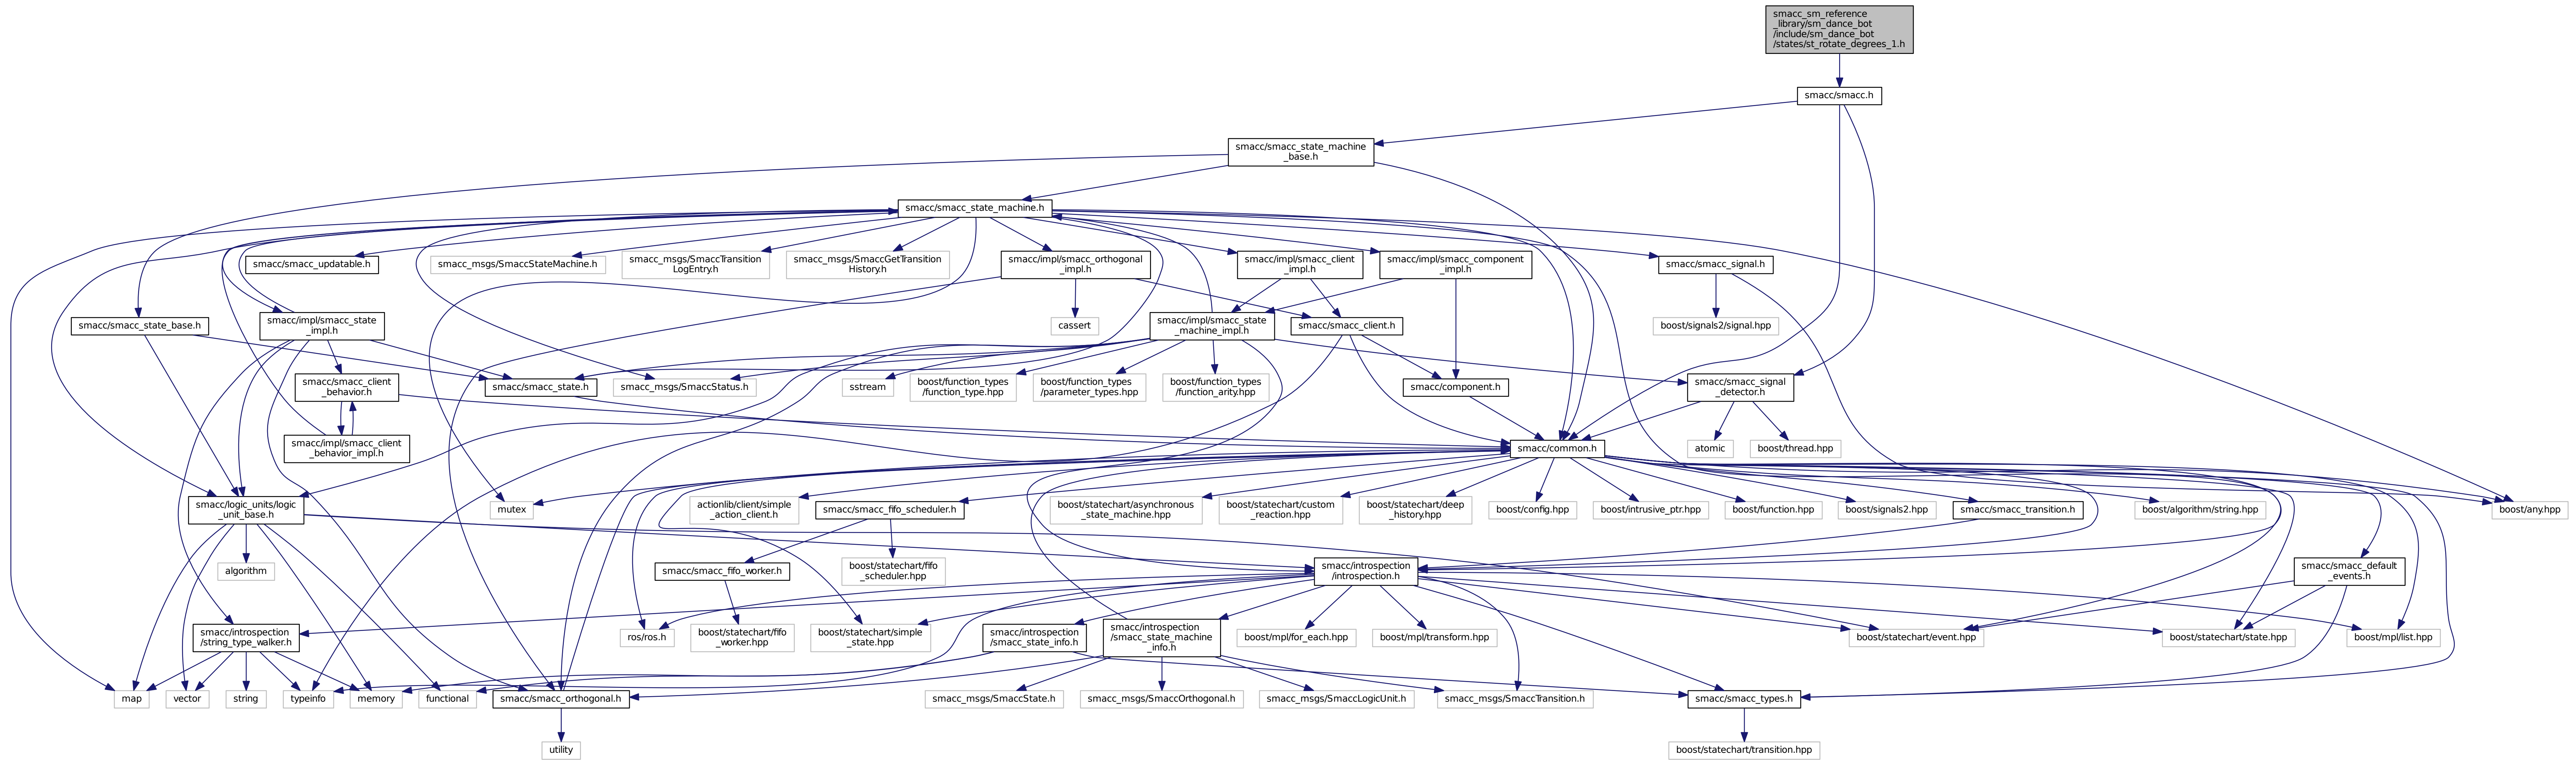 smacc_sm_reference
_library/sm_dance_bot
/include/sm_dance_bot
/states/st_rotate_degrees_1.h
smacc/smacc.h
smacc/smacc_state_machine
_base.h
smacc/smacc_state_machine.h
smacc/smacc_updatable.h
smacc_msgs/SmaccStateMachine.h
smacc_msgs/SmaccTransition
LogEntry.h
smacc_msgs/SmaccGetTransition
History.h
smacc/impl/smacc_orthogonal
_impl.h
smacc/impl/smacc_client
_impl.h
smacc/impl/smacc_component
_impl.h
smacc/smacc_signal.h
smacc/smacc_state_base.h
smacc/impl/smacc_state
_impl.h
cassert
smacc/impl/smacc_state
_machine_impl.h
smacc/smacc_client.h
boost/signals2/signal.hpp
smacc/smacc_client
_behavior.h
smacc/smacc_state.h
smacc_msgs/SmaccStatus.h
sstream
boost/function_types
/function_type.hpp
boost/function_types
/parameter_types.hpp
boost/function_types
/function_arity.hpp
smacc/component.h
smacc/smacc_signal
_detector.h
smacc/impl/smacc_client
_behavior_impl.h
smacc/common.h
atomic
boost/thread.hpp
smacc/logic_units/logic
_unit_base.h
mutex
actionlib/client/simple
_action_client.h
smacc/smacc_fifo_scheduler.h
boost/statechart/asynchronous
_state_machine.hpp
boost/statechart/custom
_reaction.hpp
boost/statechart/deep
_history.hpp
boost/config.hpp
boost/intrusive_ptr.hpp
boost/function.hpp
boost/signals2.hpp
smacc/smacc_transition.h
boost/algorithm/string.hpp
boost/any.hpp
algorithm
smacc/smacc_fifo_worker.h
boost/statechart/fifo
_scheduler.hpp
smacc/introspection
/introspection.h
smacc/smacc_default
_events.h
smacc/introspection
/string_type_walker.h
ros/ros.h
boost/statechart/fifo
_worker.hpp
boost/statechart/simple
_state.hpp
smacc/introspection
/smacc_state_info.h
smacc/introspection
/smacc_state_machine
_info.h
boost/mpl/for_each.hpp
boost/mpl/transform.hpp
boost/statechart/event.hpp
boost/statechart/state.hpp
boost/mpl/list.hpp
map
vector
string
typeinfo
memory
functional
smacc/smacc_orthogonal.h
smacc_msgs/SmaccState.h
smacc_msgs/SmaccOrthogonal.h
smacc_msgs/SmaccLogicUnit.h
smacc_msgs/SmaccTransition.h
smacc/smacc_types.h
utility
boost/statechart/transition.hpp